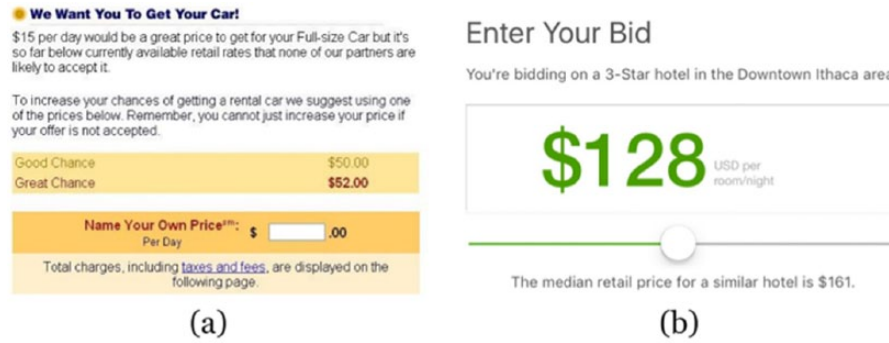 We Want You To Get Your Car!
$15 per day would be a great price to get for your Full-size Car but it's
so far below currently available retail rates that none of our partners are
likely to accept it.
To increase your chances of getting a rental car we suggest using one
of the prices below. Remember, you cannot just increase your price if
your offer is not accepted.
Good Chance $50.00
Great Chance $52.00
Name Your Own Price℠: $ .00
Per Day
Total charges, including taxes and fees, are displayed on the
following page.
(a)
Enter Your Bid
You're bidding on a 3-Star hotel in the Downtown Ithaca area
$128 USD per
room/night
The median retail price for a similar hotel is $161.
(b)